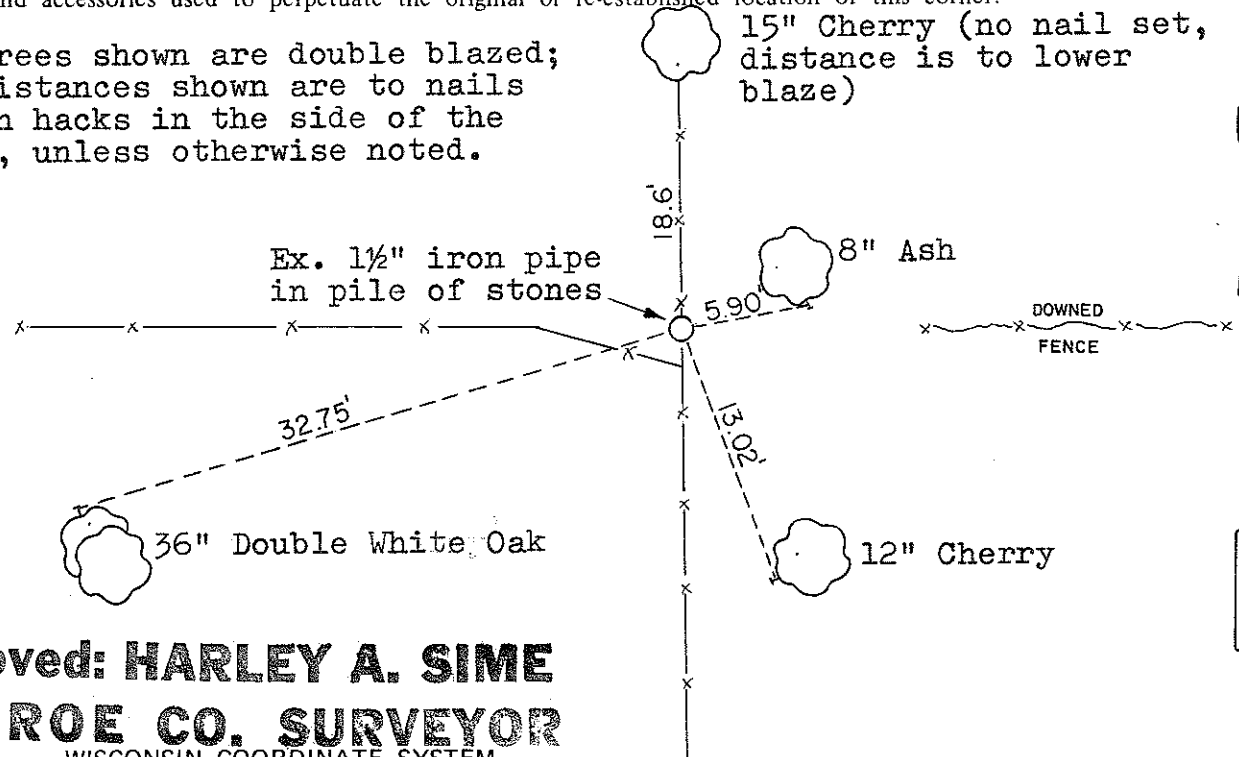 nd accessories used to perpetuate the original or re-established location of this corner.
rees shown are double blazed;
istances shown are to nails
n hacks in the side of the
, unless otherwise noted.
15" Cherry (no nail set,
distance is to lower
blaze)
18.6'
Ex. 1½" iron pipe
in pile of stones
8" Ash
5.90'
DOWNED
FENCE
32.75'
13.02'
36" Double White Oak
12" Cherry
oved: HARLEY A. SIME
ROE CO. SURVEYOR
WISCONSIN COORDINATE SYSTEM